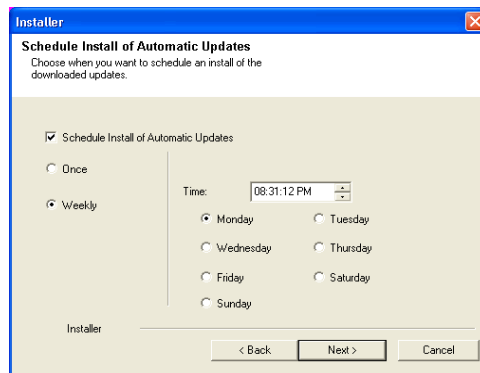 Installer
Schedule Install of Automatic Updates
Choose when you want to schedule an install of the
downloaded updates.
Schedule Install of Automatic Updates
Once
Weekly
Time: 08:31:12 PM
Monday Tuesday
Wednesday Thursday
Friday Saturday
Sunday
Installer
< Back Next > Cancel